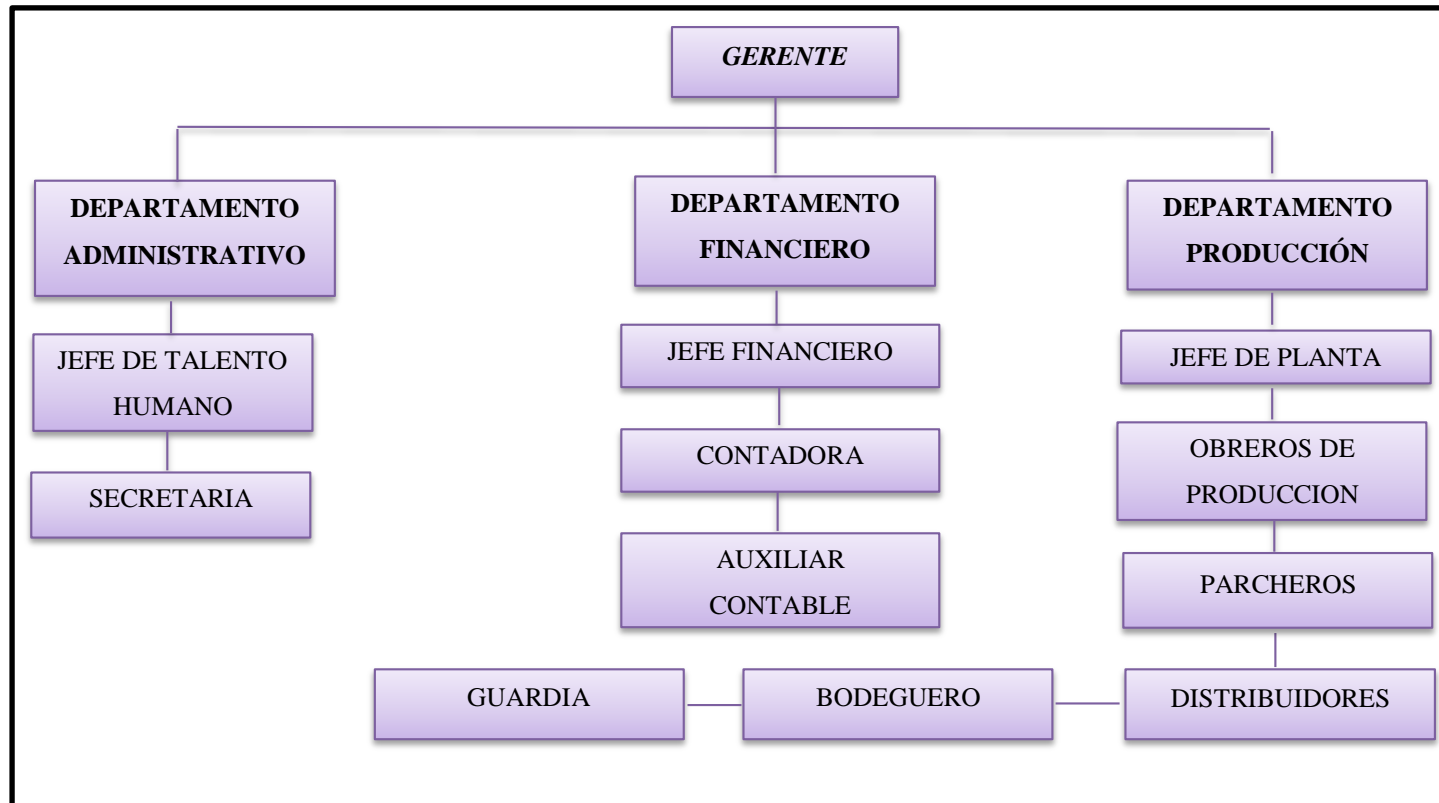 GERENTE
DEPARTAMENTO
ADMINISTRATIVO
DEPARTAMENTO
FINANCIERO
DEPARTAMENTO
PRODUCCIÓN
JEFE DE TALENTO
HUMANO
SECRETARIA
JEFE FINANCIERO
CONTADORA
AUXILIAR
CONTABLE
JEFE DE PLANTA
OBREROS DE
PRODUCCION
PARCHEROS
GUARDIA
BODEGUERO
DISTRIBUIDORES